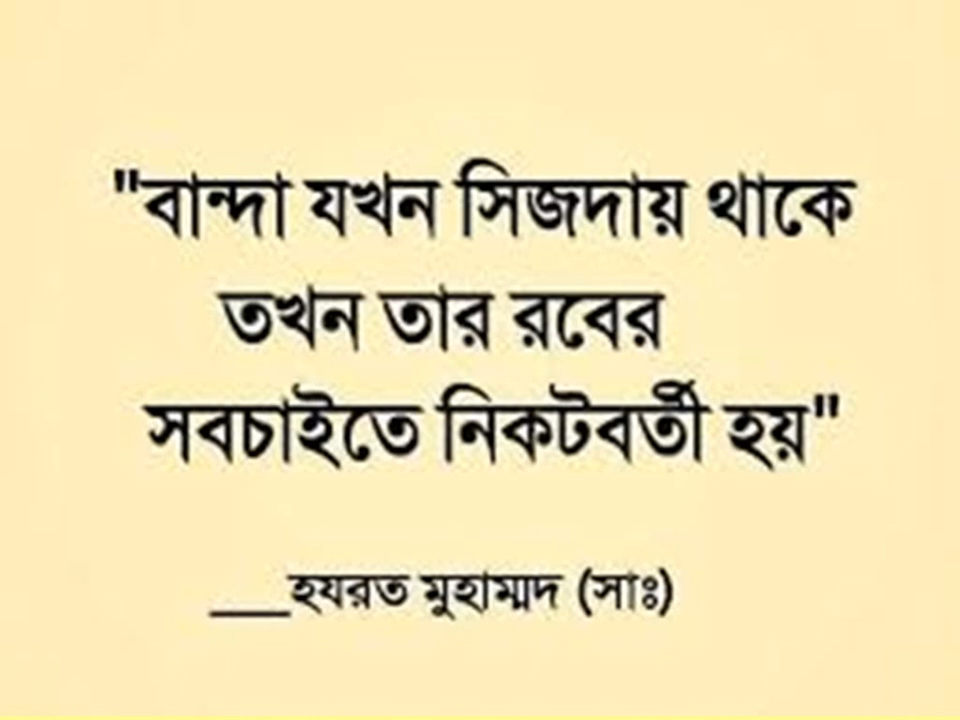 "বান্দা যখন সিজদায় থাকে
তখন তার রবের
সবচাইতে নিকটবর্তী হয়"
___হযরত মুহাম্মদ (সাঃ)